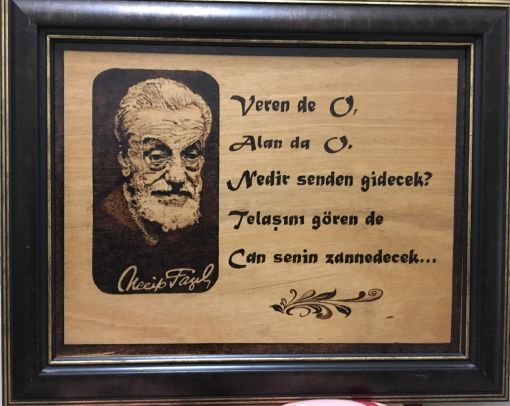 Veren de O,
Alan da O.
Nedir senden gidecek?
Telaşını gören de
Can senin zannedecek...
Necip Fazıl